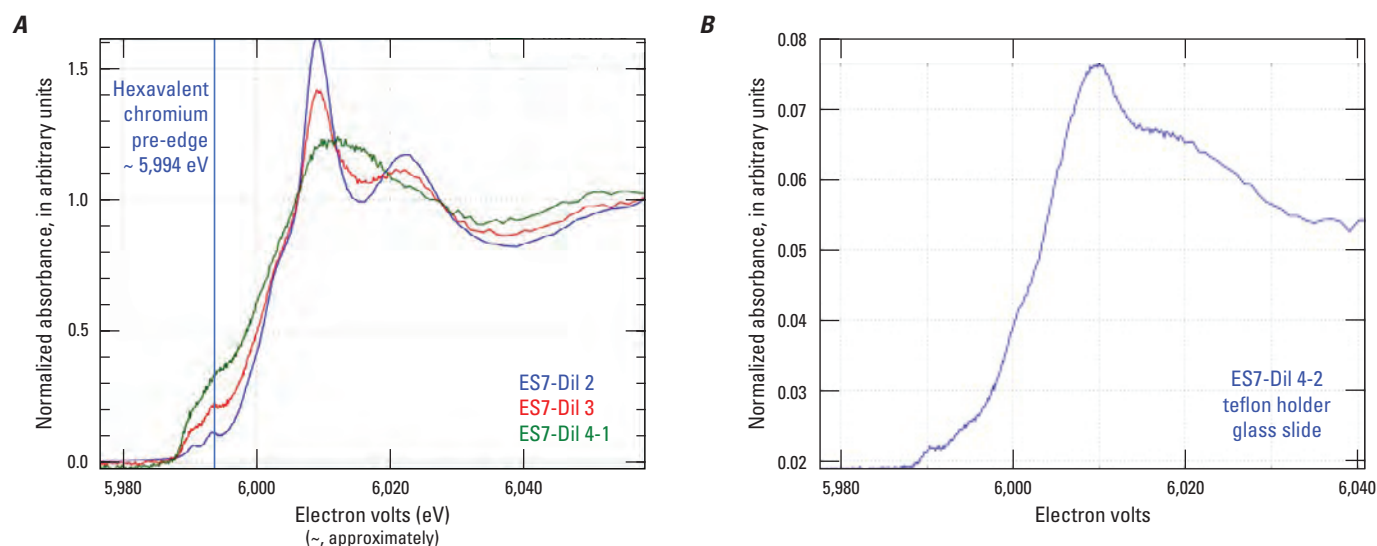 A
Normalized absorbance, in arbitrary units
1.5
1.0
0.5
0.0
Hexavalent
chromium
pre-edge
~ 5,994 eV
ES7-Dil 2
ES7-Dil 3
ES7-Dil 4-1
5,980
6,000
6,020
6,040
Electron volts (eV)
(~, approximately)
B
Normalized absorbance, in arbitrary units
0.08
0.07
0.06
0.05
0.04
0.03
0.02
ES7-Dil 4-2
teflon holder
glass slide
5,980
6,000
6,020
6,040
Electron volts